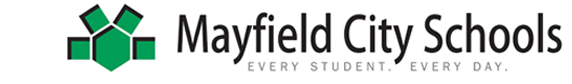 Mayfield City Schools
EVERY STUDENT. EVERY DAY.